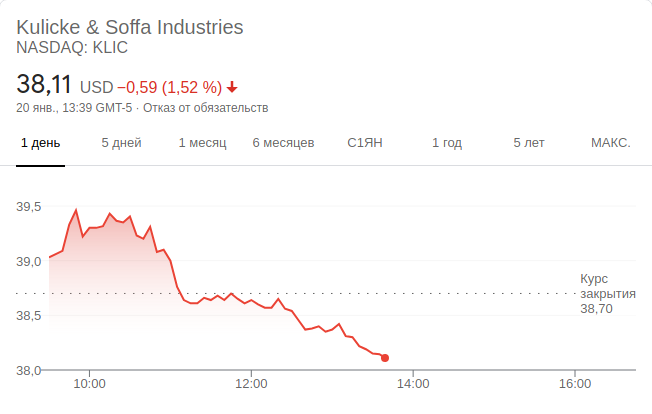 Kulicke & Soffa Industries
NASDAQ: KLIC
38,11 USD −0,59 (1,52 %) ↓
20 янв., 13:39 GMT-5 · Отказ от обязательств
1 день 5 дней 1 месяц 6 месяцев С1ЯН 1 год 5 лет МАКС.
39,5
39,0
Курс
закрытия
38,70
38,5
38,0
10:00 12:00 14:00 16:00